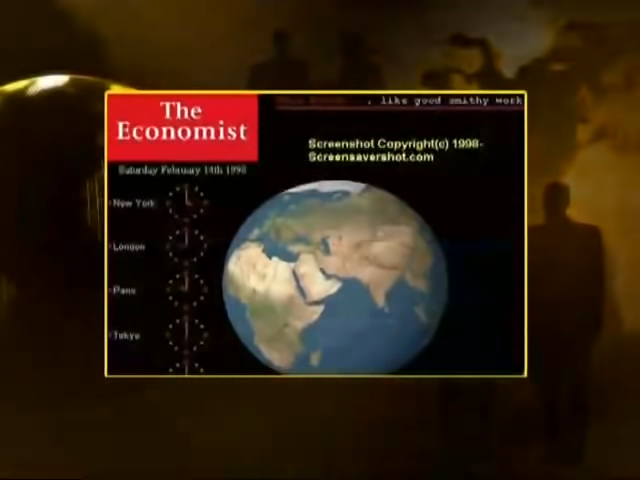 The
Economist
. like good smithy work
Screenshot Copyright(c) 1998-
Screensavershot.com
Saturday February 14th 1998
New York
London
Paris
Tokyo